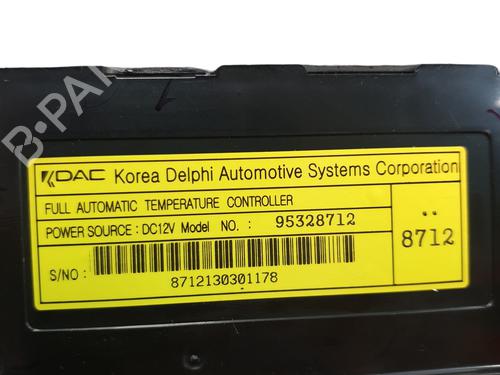 KDAC Korea Delphi Automotive Systems Corporation
FULL AUTOMATIC TEMPERATURE CONTROLLER
POWER SOURCE : DC12V Model NO. : 95328712
8712
S/NO :
8712130301178
B-PARTS